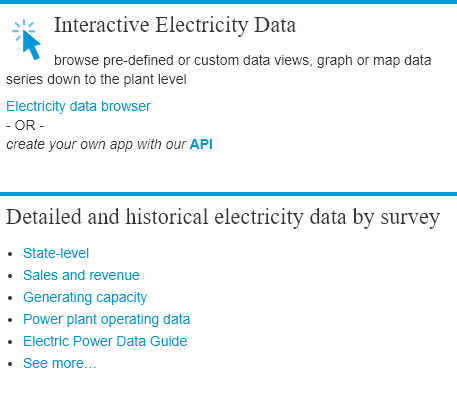 Interactive Electricity Data
browse pre-defined or custom data views, graph or map data
series down to the plant level
Electricity data browser
- OR -
create your own app with our API
Detailed and historical electricity data by survey
• State-level
• Sales and revenue
• Generating capacity
• Power plant operating data
• Electric Power Data Guide
• See more…